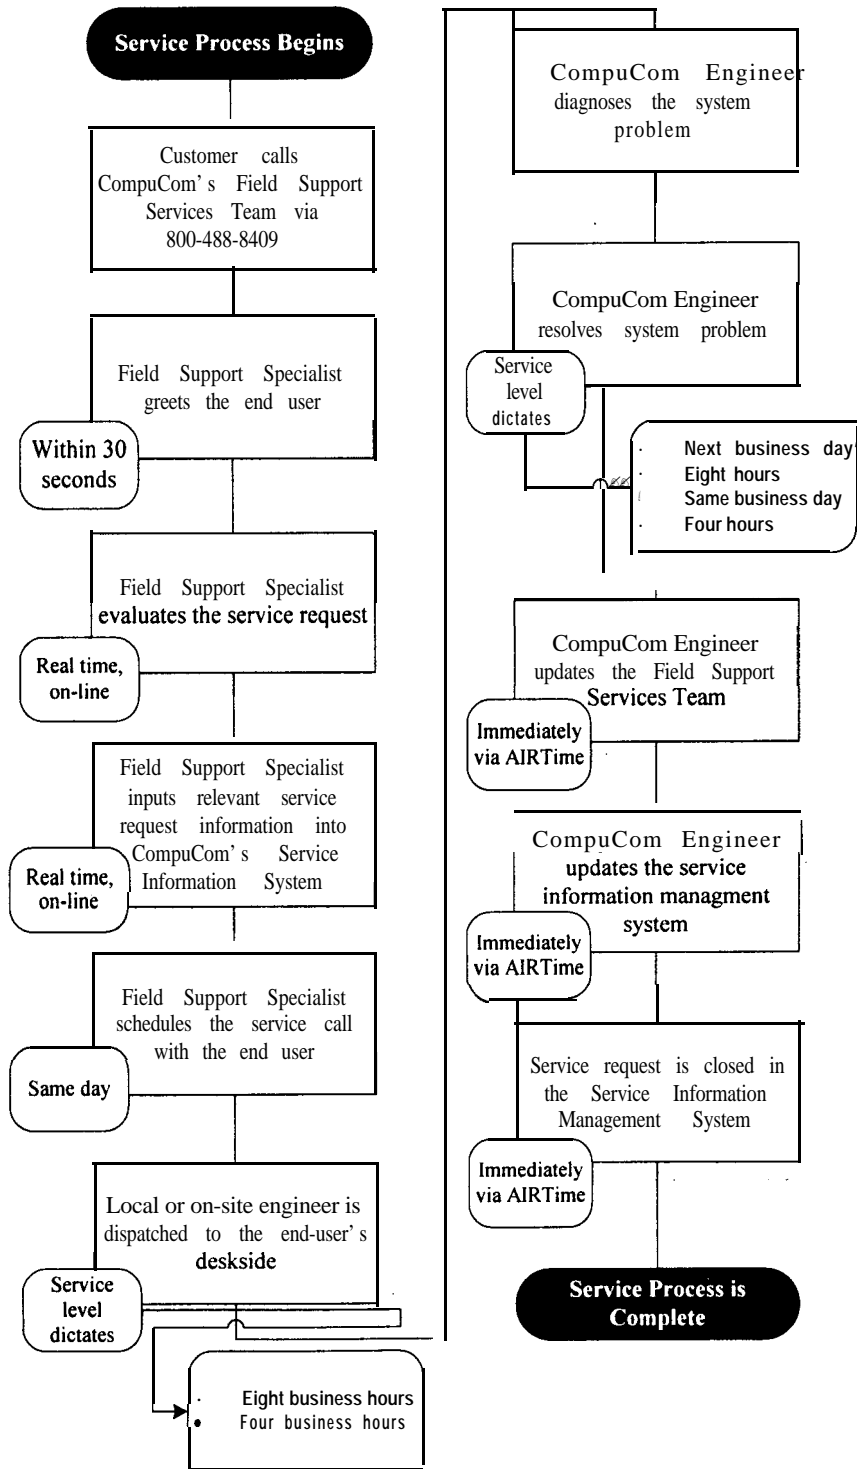 Service Process Begins
Customer calls
CompuCom's Field Support
Services Team via
800-488-8409
Field Support Specialist
greets the end user
Within 30
seconds
Field Support Specialist
evaluates the service request
Real time,
on-line
Field Support Specialist
inputs relevant service
request information into
CompuCom's Service
Information System
Real time,
on-line
Field Support Specialist
schedules the service call
with the end user
Same day
Local or on-site engineer is
dispatched to the end-user's
deskside
Service
level
dictates
· Eight business hours
• Four business hours
CompuCom Engineer
diagnoses the system
problem
CompuCom Engineer
resolves system problem
Service
level
dictates
· Next business day
· Eight hours
Same business day
· Four hours
CompuCom Engineer
updates the Field Support
Services Team
Immediately
via AIRTime
CompuCom Engineer
updates the service
information managment
system
Immediately
via AIRTime
Service request is closed in
the Service Information
Management System
Immediately
via AIRTime
Service Process is
Complete